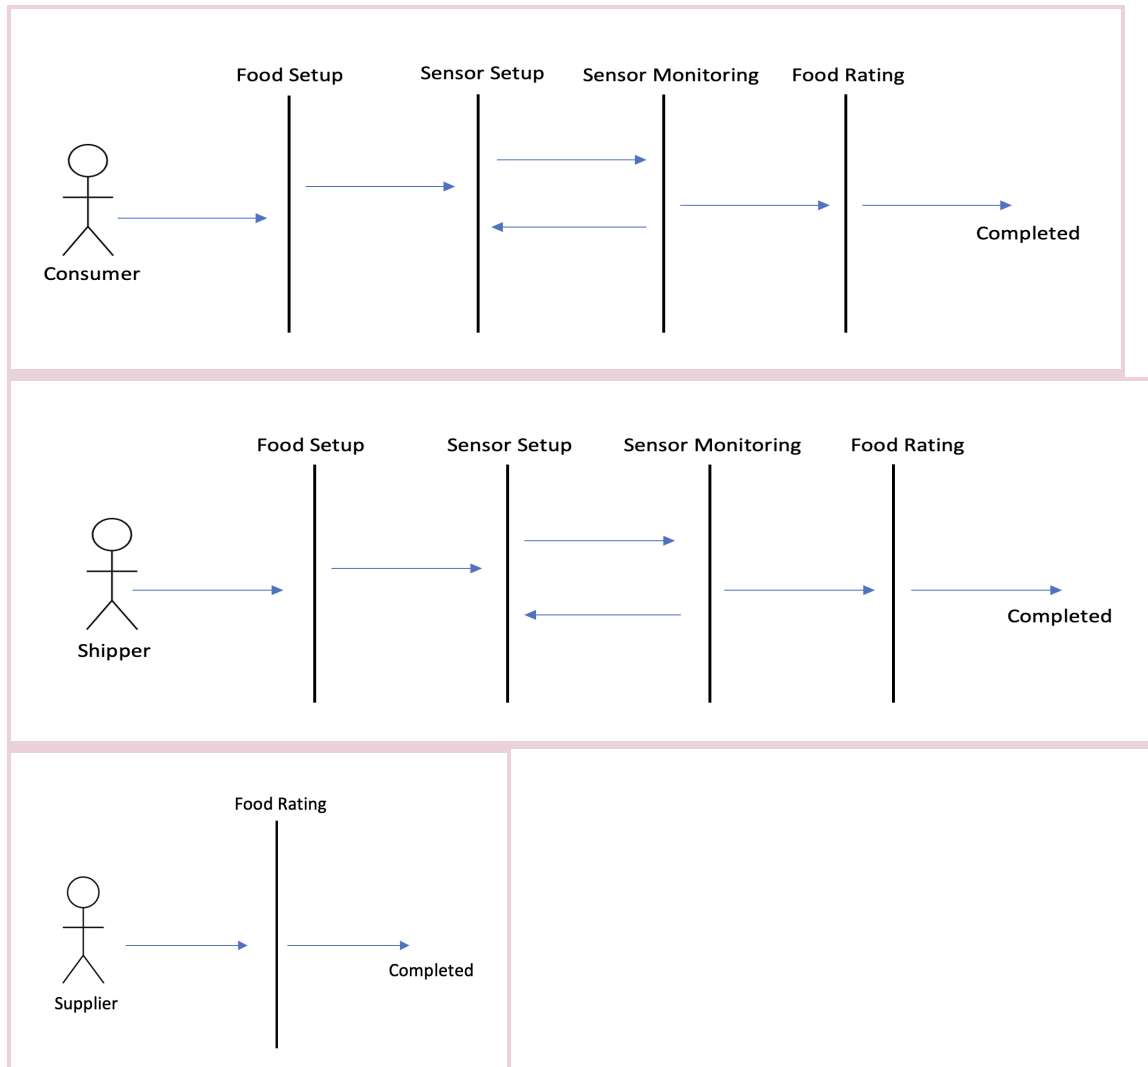 Food Setup
Sensor Setup
Sensor Monitoring
Food Rating
Completed
Consumer
Food Setup
Sensor Setup
Sensor Monitoring
Food Rating
Completed
Shipper
Food Rating
Completed
Supplier